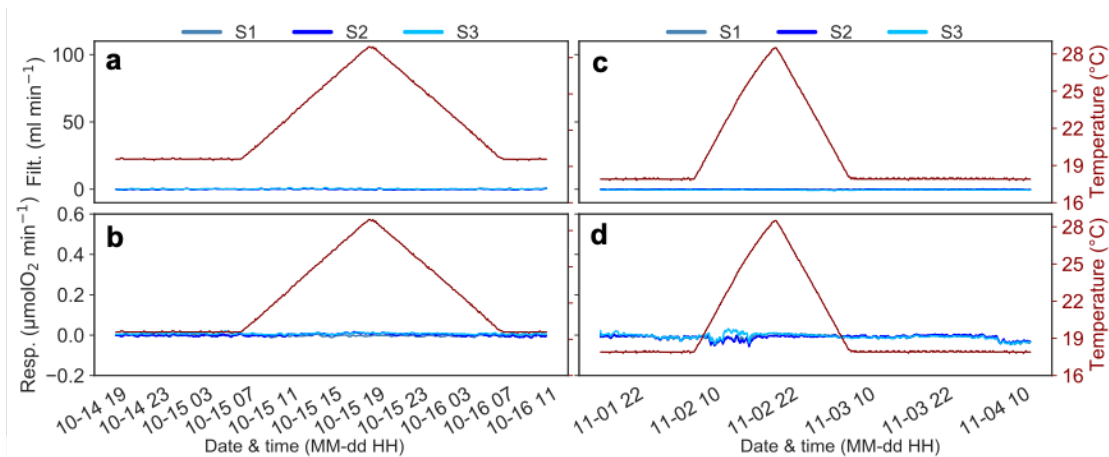 S1 S2 S3
S1 S2 S3
a
c
Filt. (ml min⁻¹)
100
50
0
28
25
22
19
16
Temperature (°C)
b
d
Resp. (µmolO₂ min⁻¹)
0.6
0.4
0.2
0.0
−0.2
28
25
22
19
16
Temperature (°C)
10-14 19
10-14 23
10-15 03
10-15 07
10-15 11
10-15 15
10-15 19
10-15 23
10-16 03
10-16 07
10-16 11
11-01 22
11-02 10
11-02 22
11-03 10
11-03 22
11-04 10
Date & time (MM-dd HH)
Date & time (MM-dd HH)